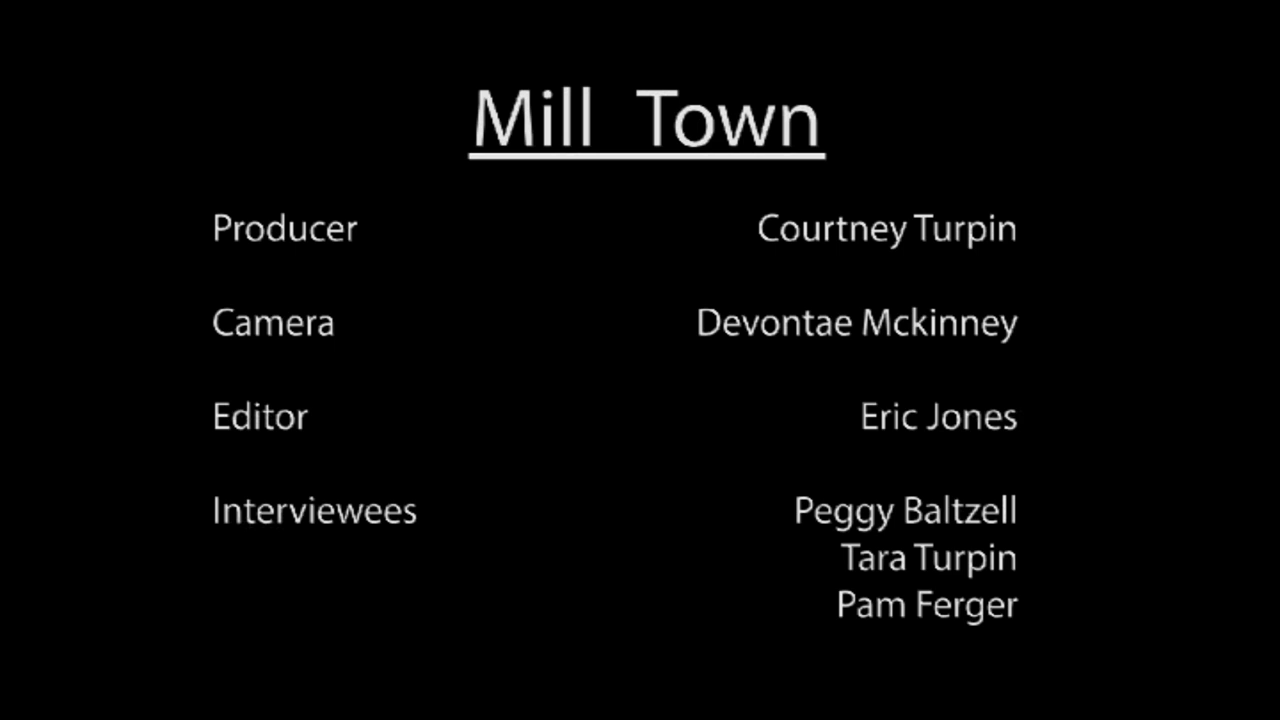 Mill Town
Producer Courtney Turpin
Camera Devontae Mckinney
Editor Eric Jones
Interviewees Peggy Baltzell
Tara Turpin
Pam Ferger